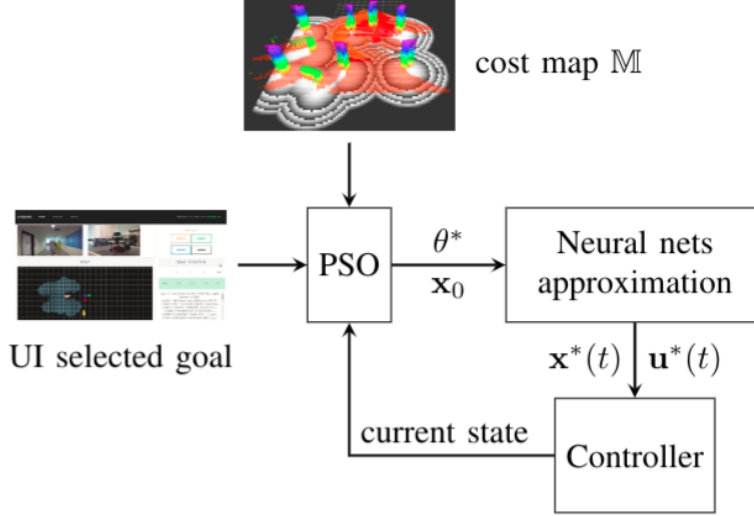 cost map 𝕄
PSO
θ*
x₀
Neural nets
approximation
UI selected goal
x*(t) u*(t)
current state
Controller